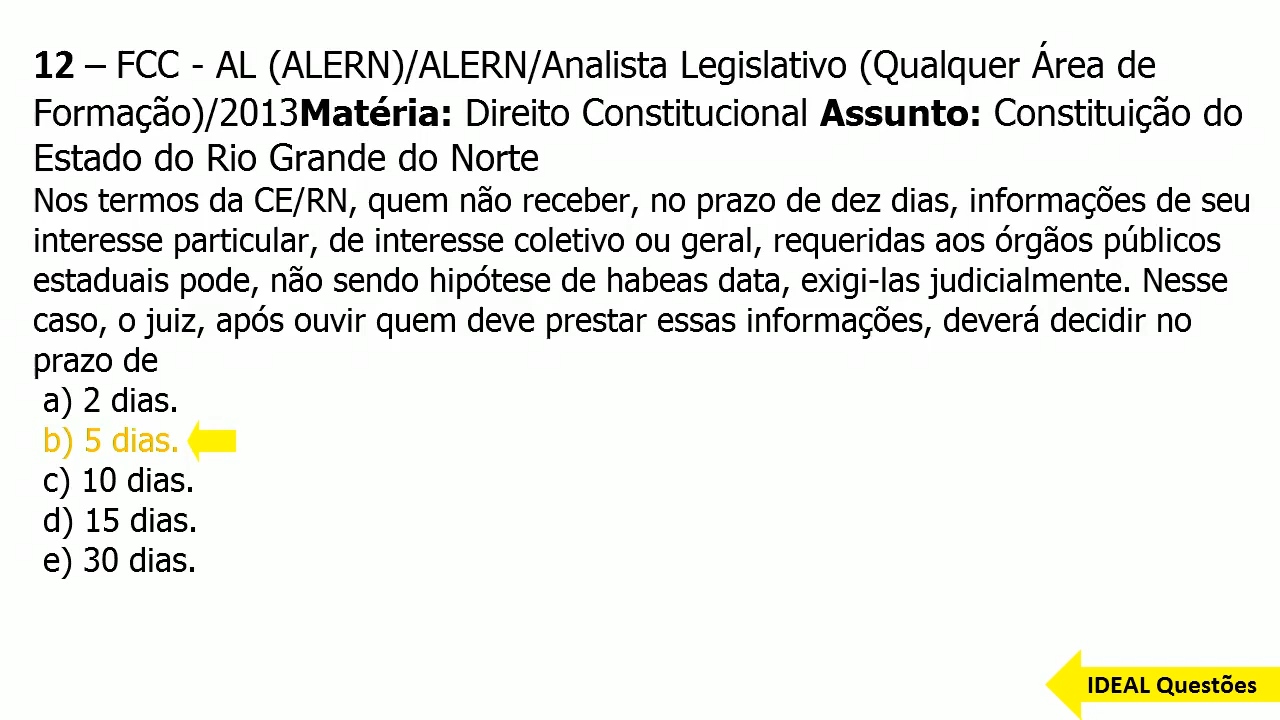 12 – FCC - AL (ALERN)/ALERN/Analista Legislativo (Qualquer Área de
Formação)/2013Matéria: Direito Constitucional Assunto: Constituição do
Estado do Rio Grande do Norte
Nos termos da CE/RN, quem não receber, no prazo de dez dias, informações de seu
interesse particular, de interesse coletivo ou geral, requeridas aos órgãos públicos
estaduais pode, não sendo hipótese de habeas data, exigi-las judicialmente. Nesse
caso, o juiz, após ouvir quem deve prestar essas informações, deverá decidir no
prazo de
a) 2 dias.
b) 5 dias.
c) 10 dias.
d) 15 dias.
e) 30 dias.
IDEAL Questões